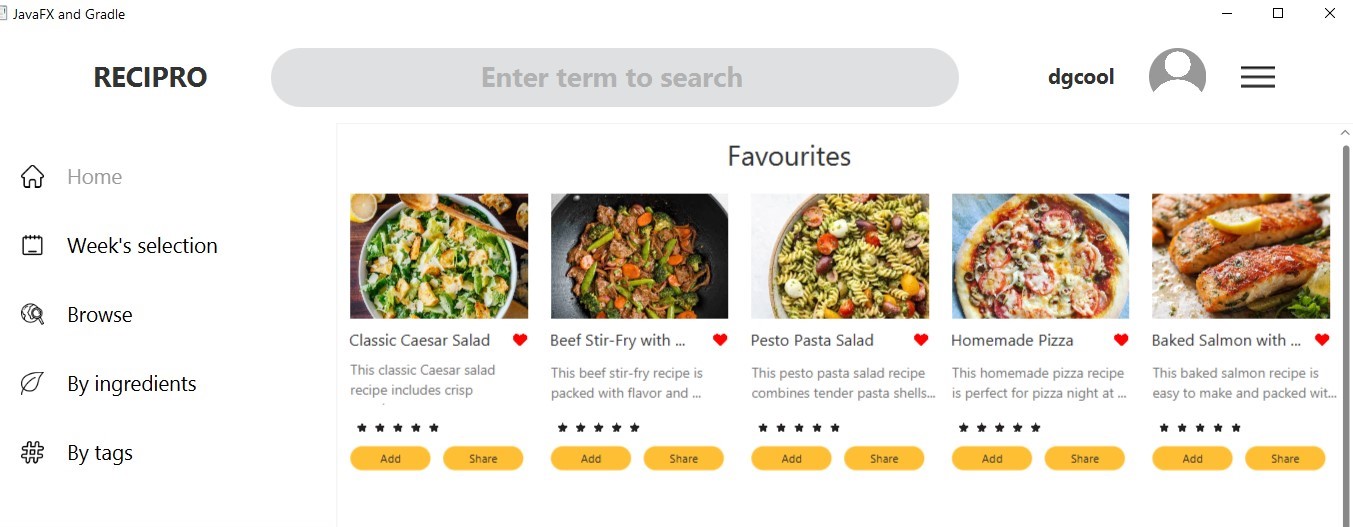 JavaFX and Gradle
RECIPRO
Enter term to search
dgcool
Home
Week's selection
Browse
By ingredients
By tags
Favourites
Classic Caesar Salad
This classic Caesar salad
recipe includes crisp
Add Share
Beef Stir-Fry with ...
This beef stir-fry recipe is
packed with flavor and ...
Add Share
Pesto Pasta Salad
This pesto pasta salad recipe
combines tender pasta shells...
Add Share
Homemade Pizza
This homemade pizza recipe
is perfect for pizza night at ...
Add Share
Baked Salmon with ...
This baked salmon recipe is
easy to make and packed wit...
Add Share